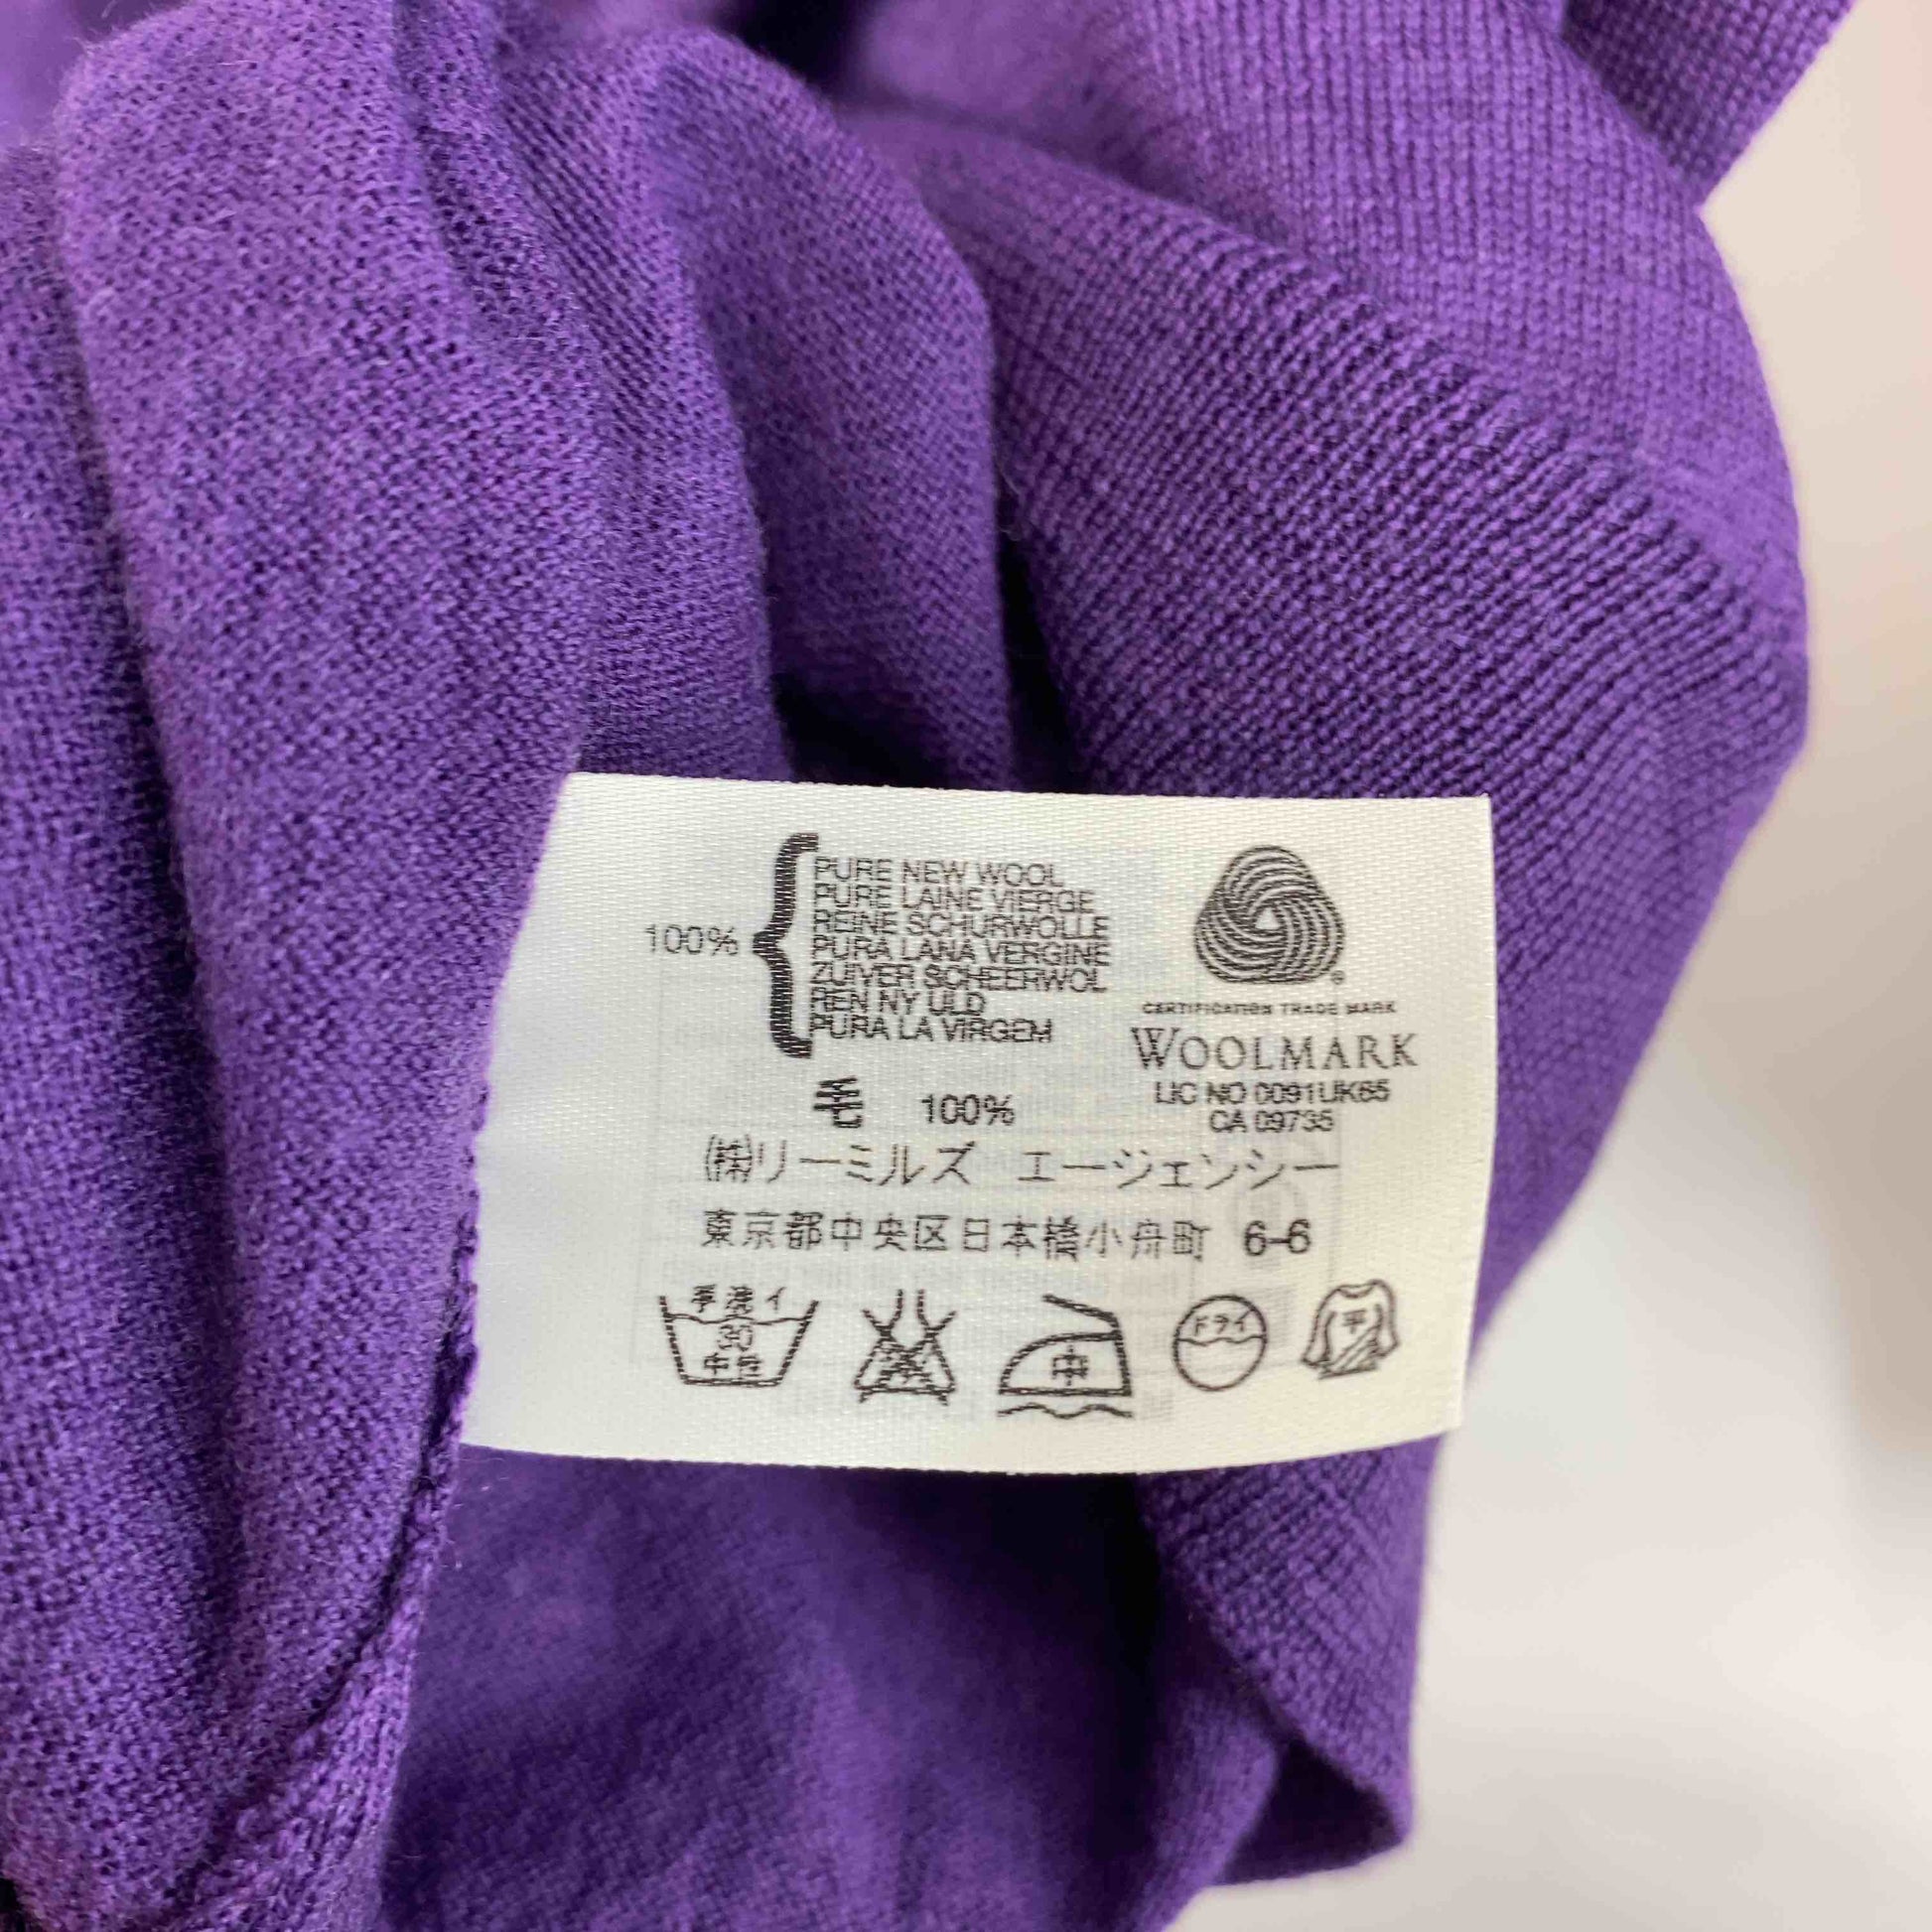 100%
PURE NEW WOOL
PURE LAINE VIERGE
REINE SCHURWOLLE
PURA LANA VERGINE
ZUIVER SCHEERWOL
REN NY ULD
PURA LA VIRGEM
CERTIFICATION TRADE MARK
WOOLMARK
LIC NO 0091UK65
CA 09735
毛 100%
㈱リーミルズ エージェンシー
東京都中央区日本橋小舟町 6-6
手洗イ
30
中性
中
ドライ
平